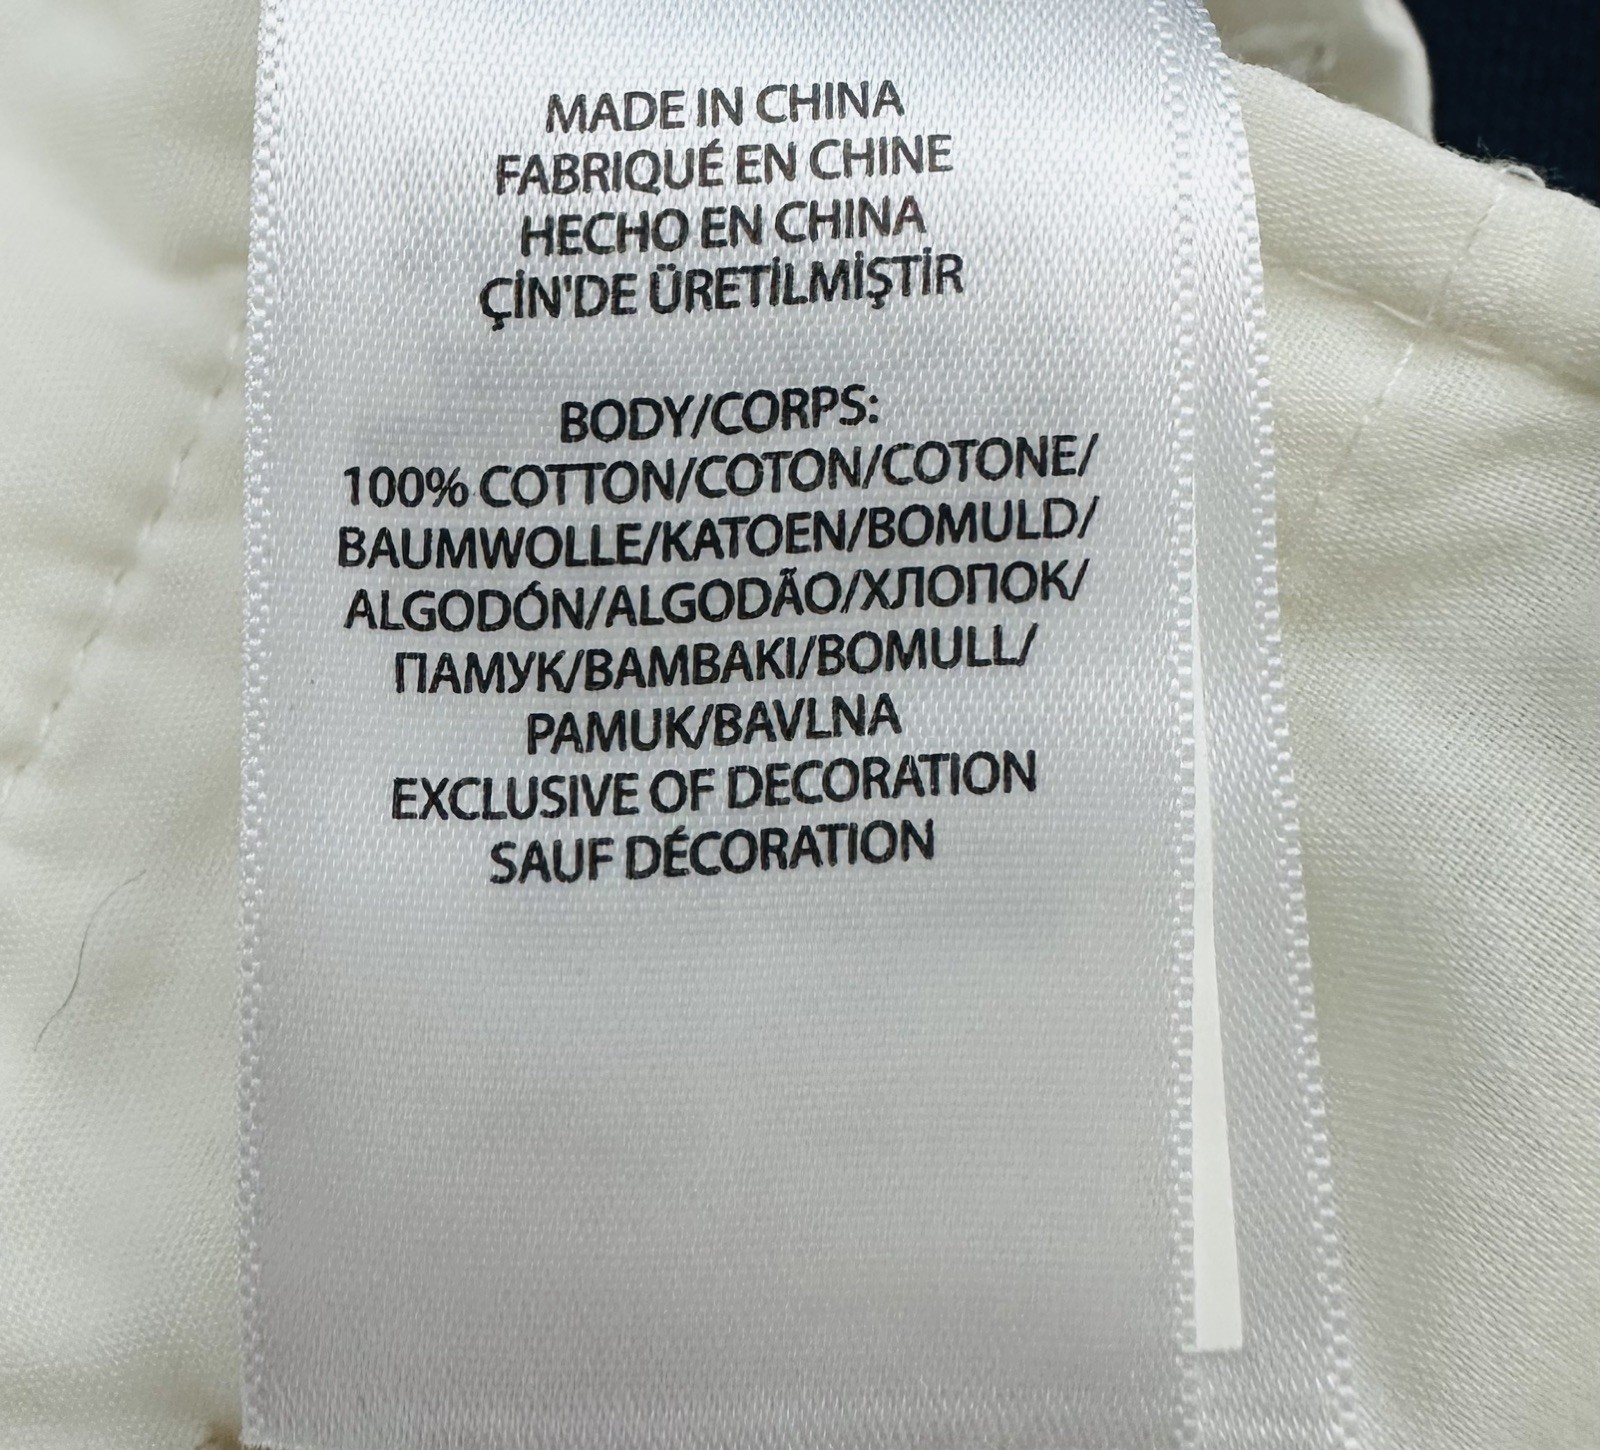 MADE IN CHINA
FABRIQUÉ EN CHINE
HECHO EN CHINA
ÇİN'DE ÜRETİLMİŞTİR
BODY/CORPS:
100% COTTON/COTON/COTONE/
BAUMWOLLE/KATOEN/BOMULD/
ALGODÓN/ALGODÃO/ХЛОПОК/
ПАМУК/BAMBAKI/BOMULL/
PAMUK/BAVLNA
EXCLUSIVE OF DECORATION
SAUF DÉCORATION